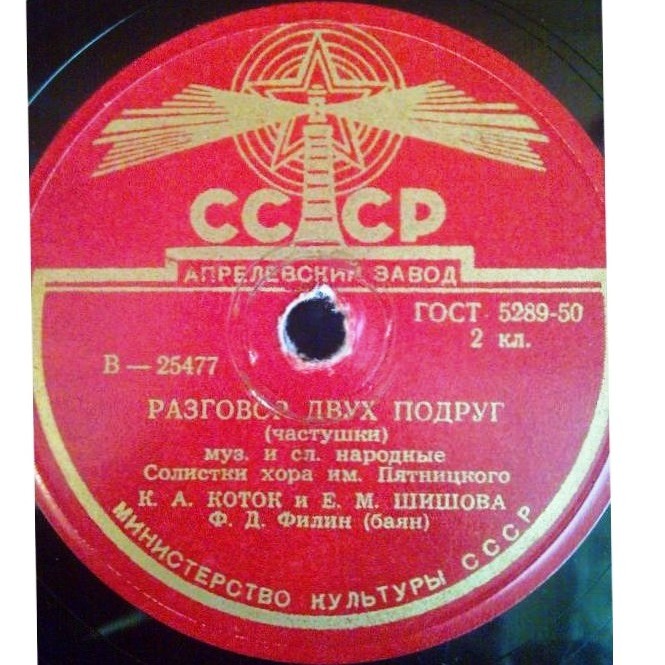 СССР
АПРЕЛЕВСКИЙ ЗАВОД
ГОСТ 5289-50
2 кл.
В — 25477
РАЗГОВОР ДВУХ ПОДРУГ
(частушки)
муз. и сл. народные
Солистки хора им. Пятницкого
К. А. КОТОК и Е. М. ШИШОВА
Ф. Д. Филин (баян)
МИНИСТЕРСТВО КУЛЬТУРЫ СССР